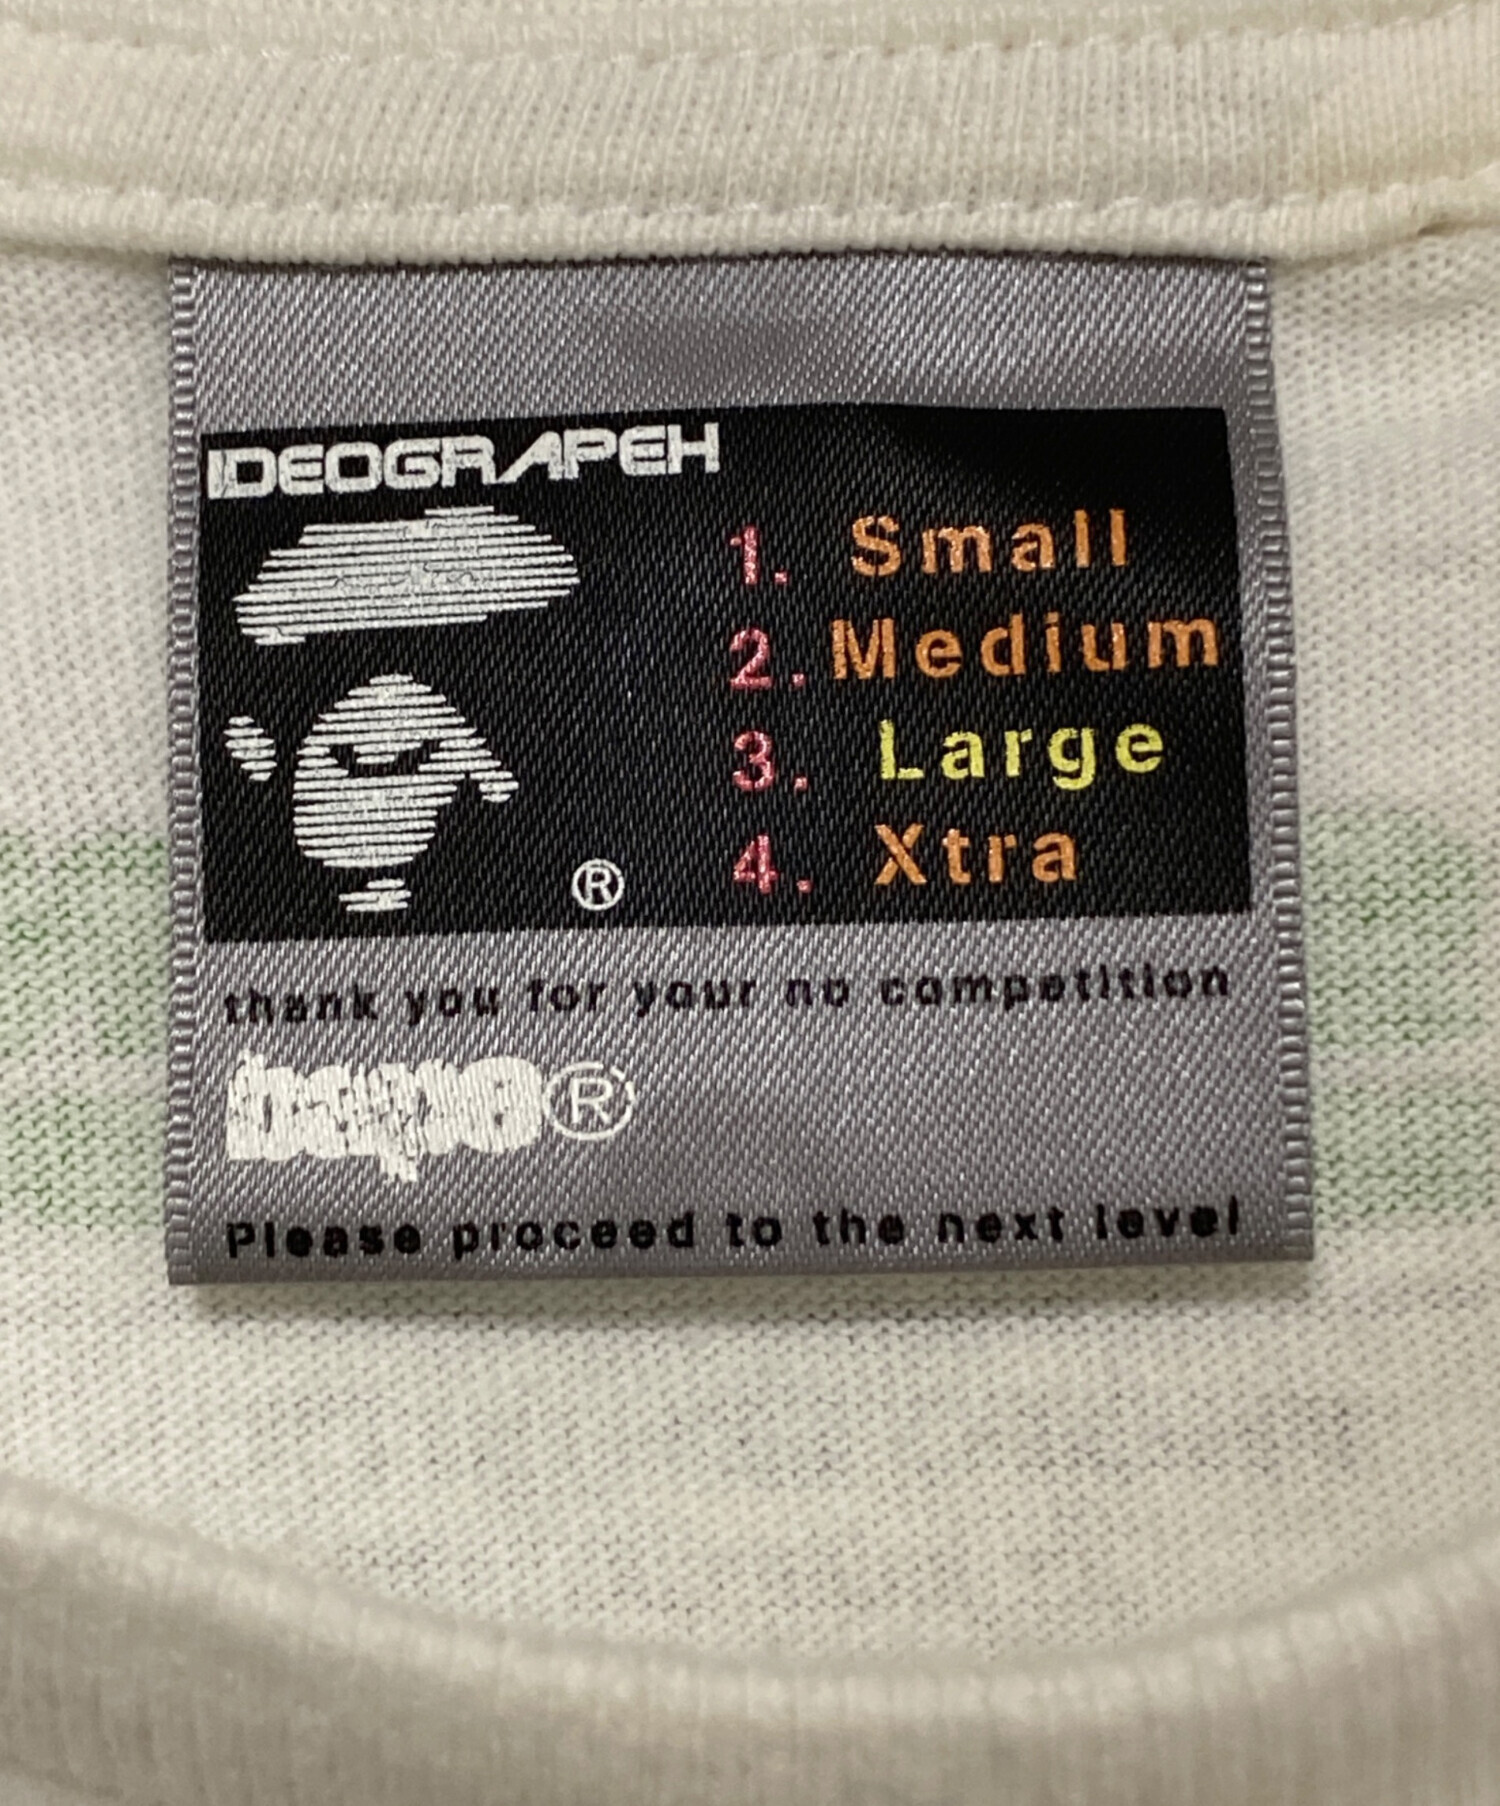 IDEOGRAPEH
1. Small
2. Medium
3. Large
4. Xtra
®
thank you for your no competition
bape®
Please proceed to the next level